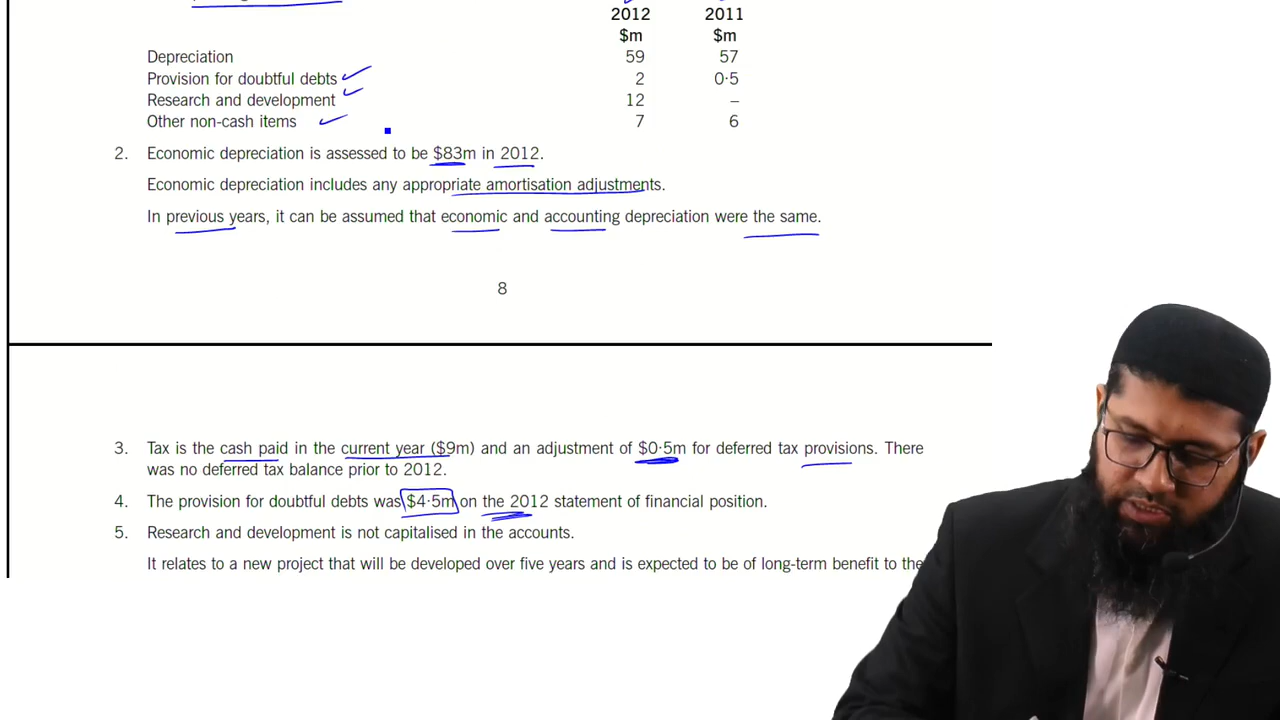 2012 2011
$m $m
Depreciation 59 57
Provision for doubtful debts 2 0·5
Research and development 12 –
Other non-cash items 7 6
2. Economic depreciation is assessed to be $83m in 2012.
Economic depreciation includes any appropriate amortisation adjustments.
In previous years, it can be assumed that economic and accounting depreciation were the same.
8
3. Tax is the cash paid in the current year ($9m) and an adjustment of $0·5m for deferred tax provisions. There
was no deferred tax balance prior to 2012.
4. The provision for doubtful debts was $4·5m on the 2012 statement of financial position.
5. Research and development is not capitalised in the accounts.
It relates to a new project that will be developed over five years and is expected to be of long-term benefit to the